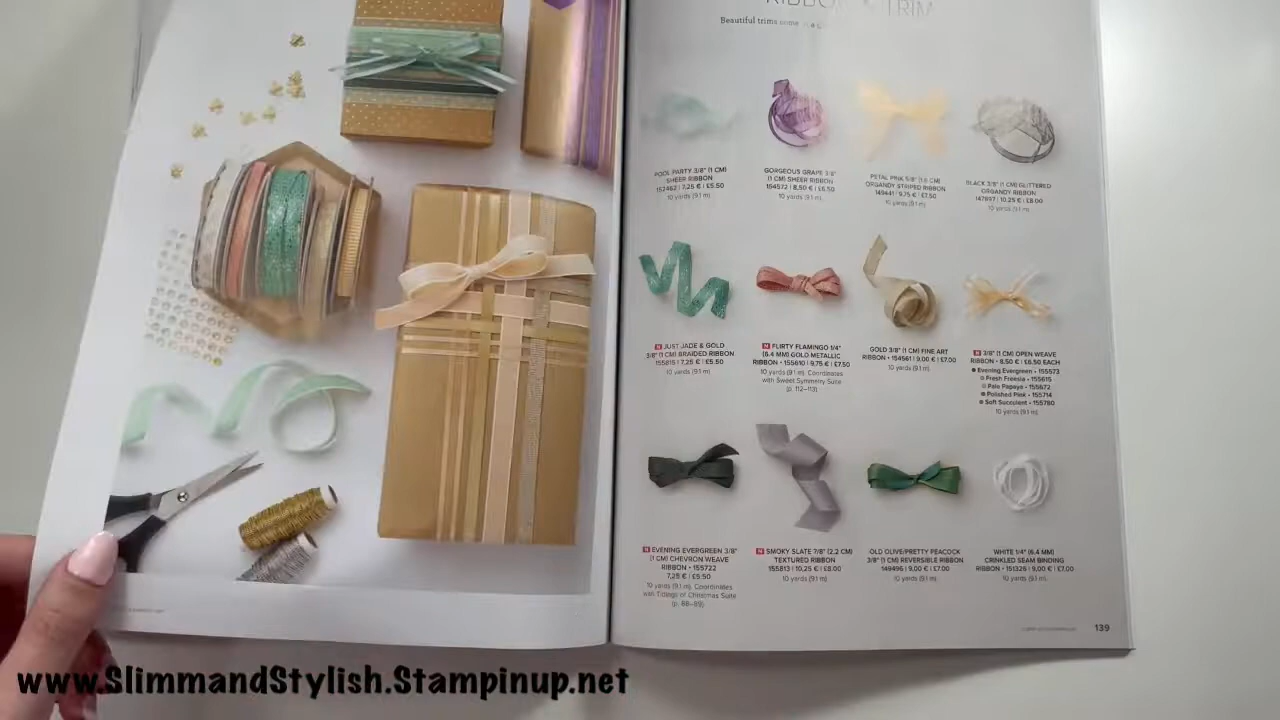 RIBBON & TRIM
Beautiful trims come
POOL PARTY 3/8" (1 CM)
SHEER RIBBON
152462 | 7,25 € | £5.50
10 yards (9.1 m)
GORGEOUS GRAPE 3/8"
(1 CM) SHEER RIBBON
154572 | 8,50 € | £6.50
10 yards (9.1 m).
PETAL PINK 5/8" (1.6 CM)
ORGANDY STRIPED RIBBON
149441 | 9,75 € | £7.50
10 yards (9.1 m).
BLACK 3/8" (1 CM) GLITTERED
ORGANDY RIBBON
147897 | 10,25 € | £8.00
10 yards (9.1 m).
N JUST JADE & GOLD
3/8" (1 CM) BRAIDED RIBBON
155815 | 7,25 € | £5.50
10 yards (9.1 m)
N FLIRTY FLAMINGO 1/4"
(6.4 MM) GOLD METALLIC
RIBBON • 155610 | 9,75 € | £7.50
10 yards (9.1 m). Coordinates
with Sweet Symmetry Suite
(p. 112–113).
GOLD 3/8" (1 CM) FINE ART
RIBBON • 154561 | 9,00 € | £7.00
10 yards (9.1 m).
N 3/8" (1 CM) OPEN WEAVE
RIBBON • 8,50 € | £6.50 EACH
Evening Evergreen • 155573
Fresh Freesia • 155615
Pale Papaya • 155672
Polished Pink • 155714
Soft Succulent • 155780
10 yards (9.1 m).
N EVENING EVERGREEN 3/8"
(1 CM) CHEVRON WEAVE
RIBBON • 155722
7,25 € | £5.50
10 yards (9.1 m). Coordinates
with Tidings of Christmas Suite
(p. 88–89).
N SMOKY SLATE 7/8" (2.2 CM)
TEXTURED RIBBON
155813 | 10,25 € | £8.00
10 yards (9.1 m).
OLD OLIVE/PRETTY PEACOCK
3/8" (1 CM) REVERSIBLE RIBBON
149496 | 9,00 € | £7.00
10 yards (9.1 m).
WHITE 1/4" (6.4 MM)
CRINKLED SEAM BINDING
RIBBON • 151326 | 9,00 € | £7.00
10 yards (9.1 m).
139
www.SlimmandStylish.Stampinup.net